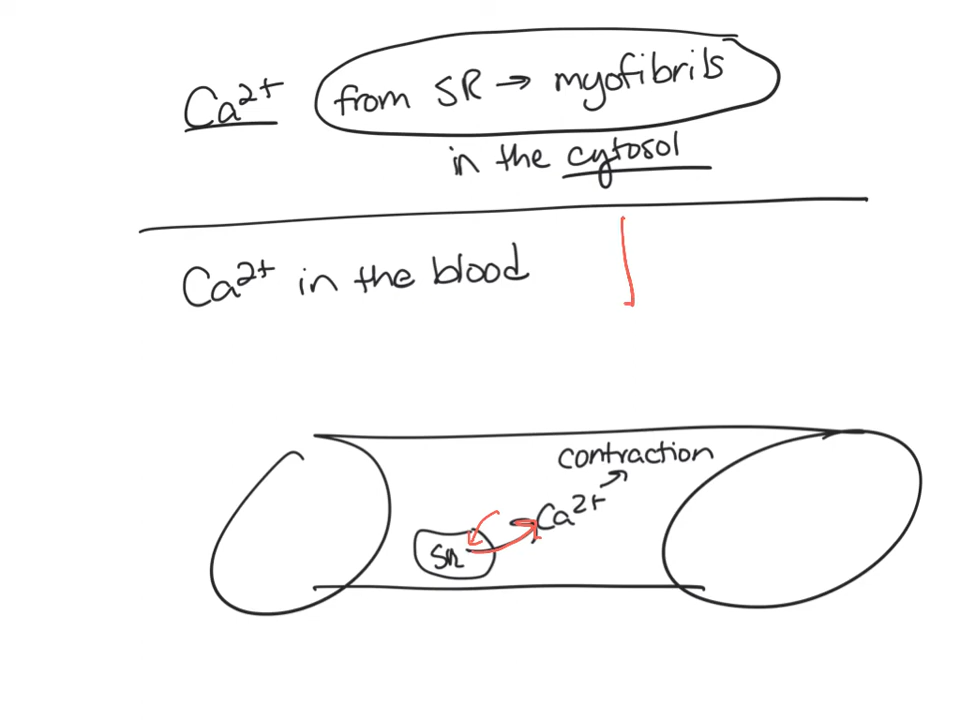 Ca²⁺ from SR → myofibrils
in the cytosol
Ca²⁺ in the blood
contraction
Ca²⁺
SR